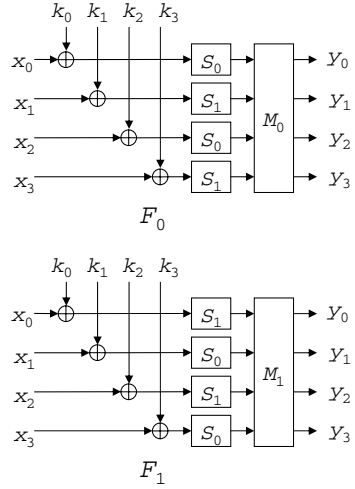 k0 k1 k2 k3
x0 S0 y0
x1 S1 M0 y1
x2 S0 y2
x3 S1 y3
F0
k0 k1 k2 k3
x0 S1 y0
x1 S0 M1 y1
x2 S1 y2
x3 S0 y3
F1